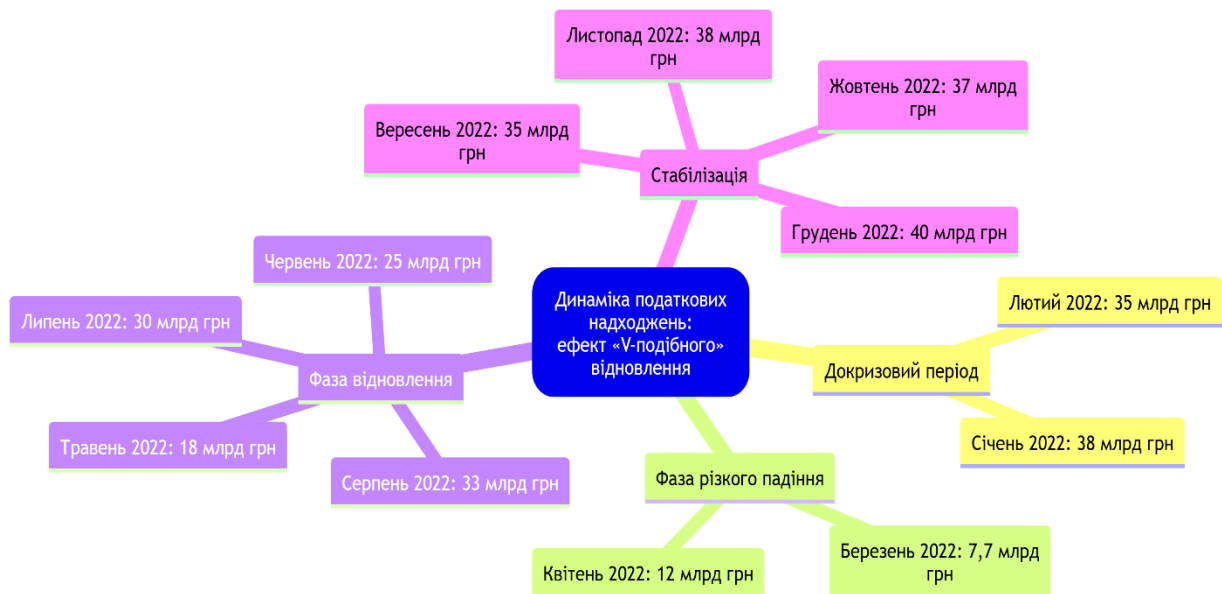 Листопад 2022: 38 млрд
грн
Жовтень 2022: 37 млрд
грн
Вересень 2022: 35 млрд
грн
Стабілізація
Грудень 2022: 40 млрд грн
Червень 2022: 25 млрд грн
Липень 2022: 30 млрд грн
Фаза відновлення
Травень 2022: 18 млрд грн
Серпень 2022: 33 млрд грн
Динаміка податкових
надходжень:
ефект «V-подібного»
відновлення
Лютий 2022: 35 млрд грн
Докризовий період
Січень 2022: 38 млрд грн
Фаза різкого падіння
Квітень 2022: 12 млрд грн
Березень 2022: 7,7 млрд
грн